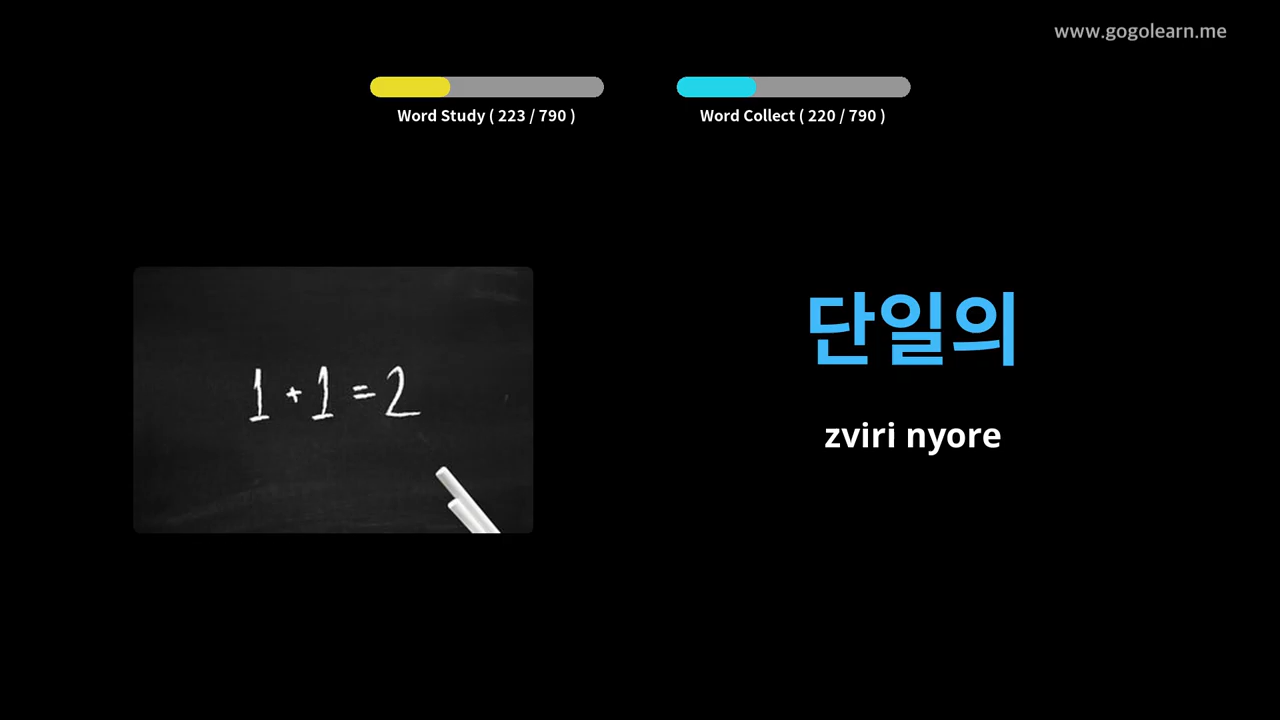 www.gogolearn.me
Word Study ( 223 / 790 )
Word Collect ( 220 / 790 )
1 + 1 = 2
단일의
zviri nyore